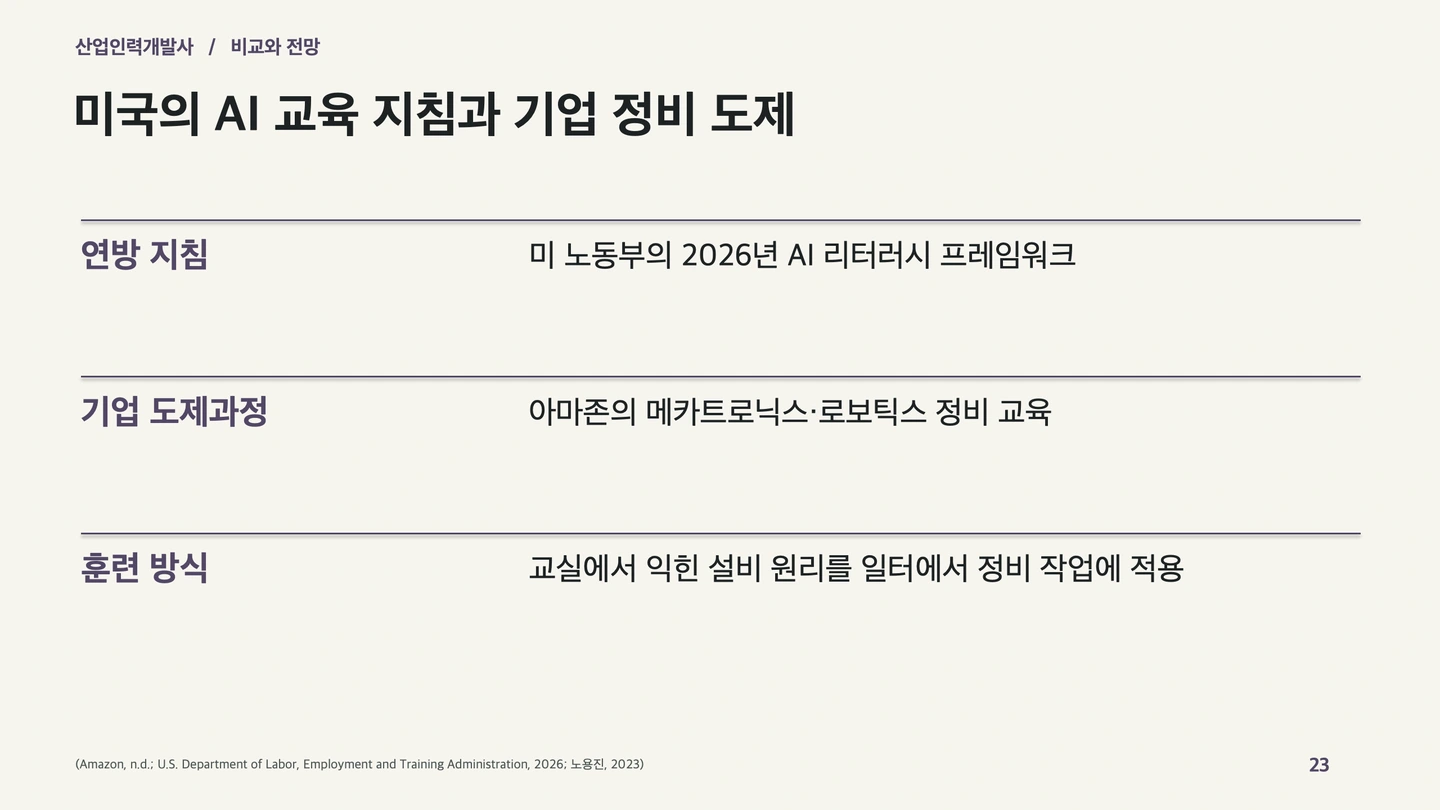 산업인력개발사 / 비교와 전망
미국의 AI 교육 지침과 기업 정비 도제
연방 지침
미 노동부의 2026년 AI 리터러시 프레임워크
기업 도제과정
아마존의 메카트로닉스·로보틱스 정비 교육
훈련 방식
교실에서 익힌 설비 원리를 일터에서 정비 작업에 적용
(Amazon, n.d.; U.S. Department of Labor, Employment and Training Administration, 2026; 노용진, 2023)
23